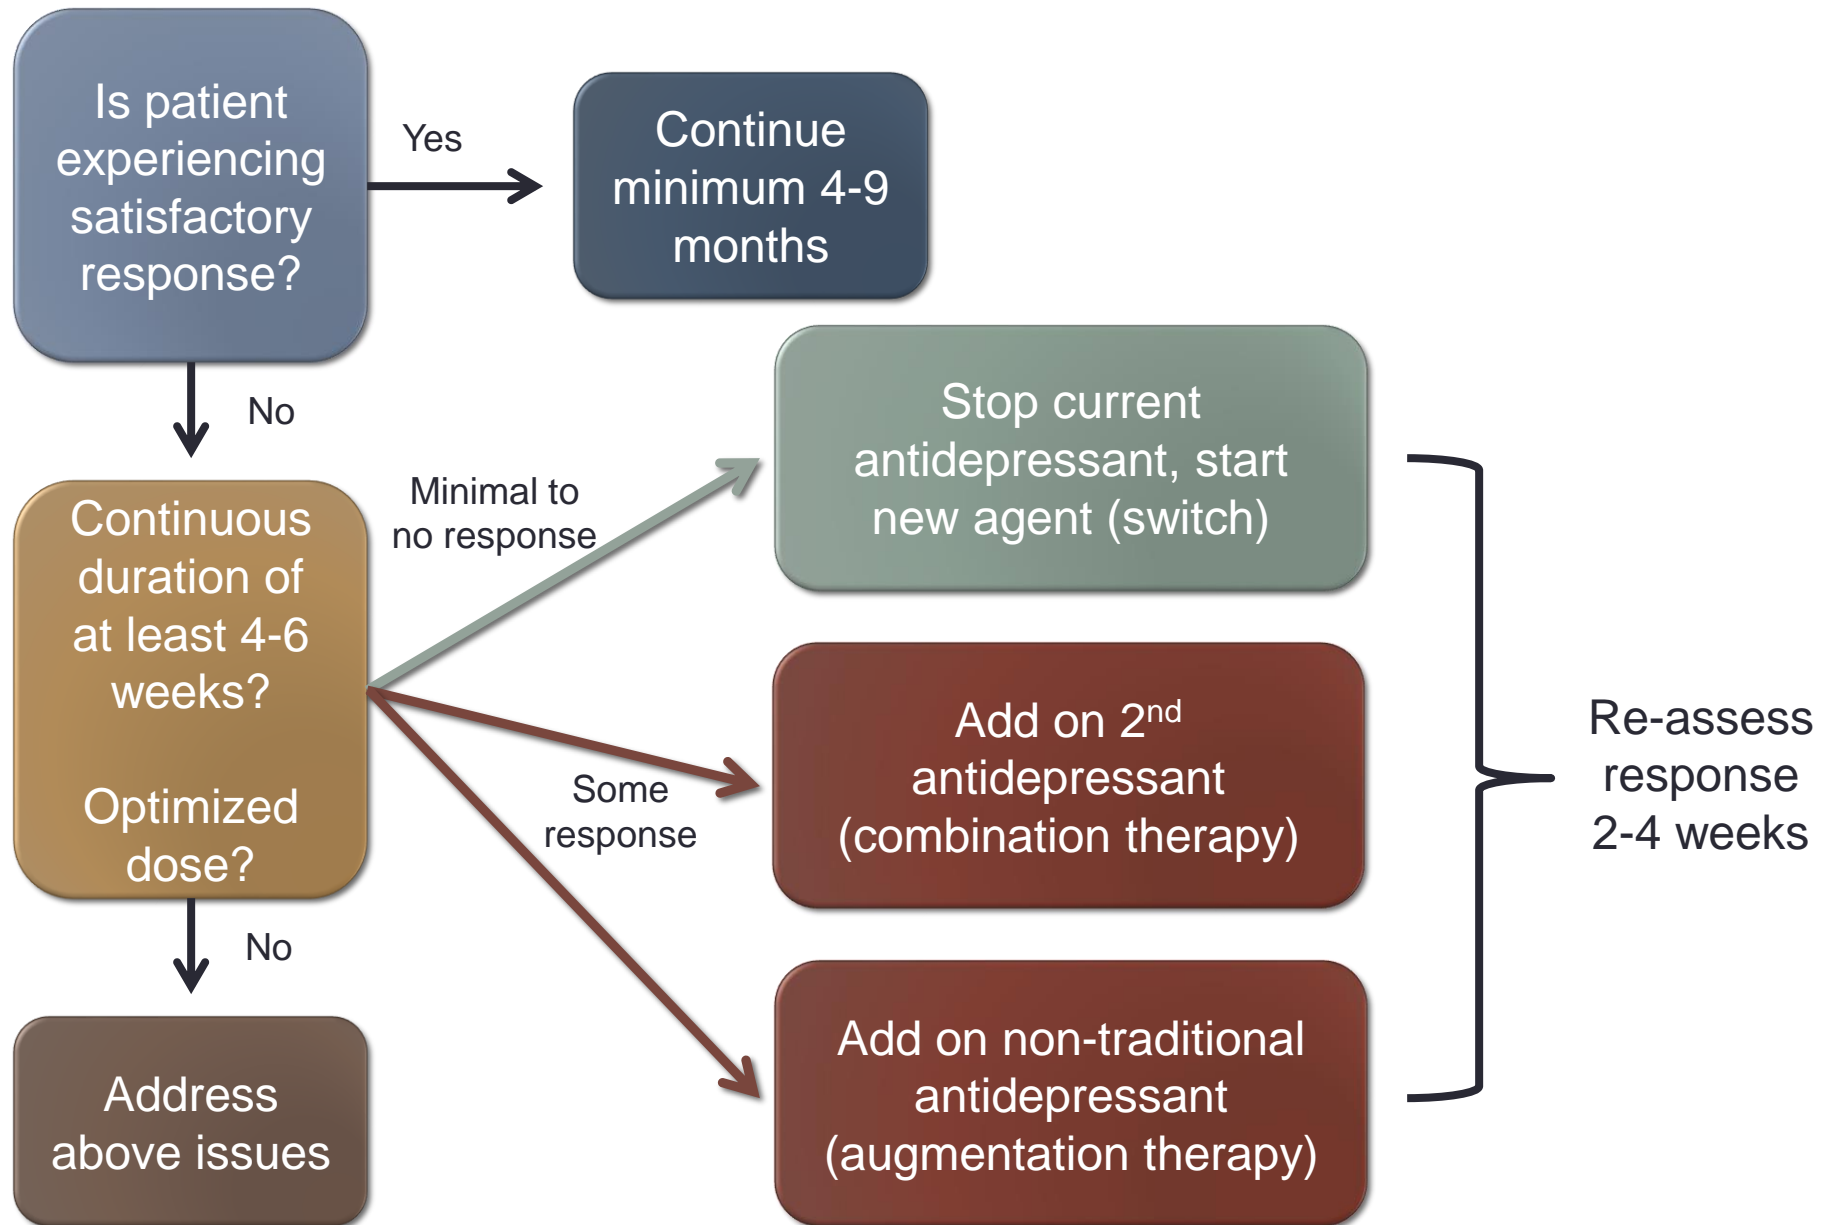 Is patient
experiencing
satisfactory
response?
Yes
Continue
minimum 4-9
months
No
Continuous
duration of
at least 4-6
weeks?
Optimized
dose?
No
Address
above issues
Minimal to
no response
Stop current
antidepressant, start
new agent (switch)
Some
response
Add on 2nd
antidepressant
(combination therapy)
Add on non-traditional
antidepressant
(augmentation therapy)
Re-assess
response
2-4 weeks